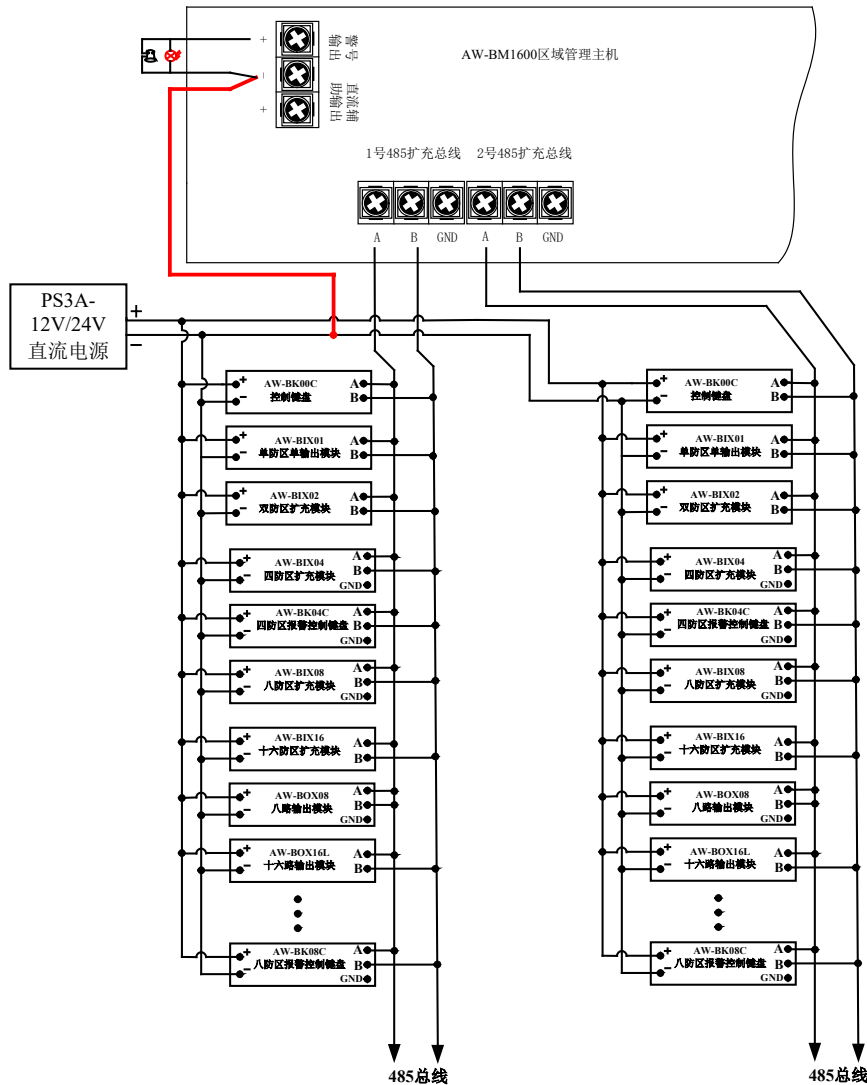 +
警号
输出
AW-BM1600区域管理主机
−
直流辅
助输出
+
1号485扩充总线 2号485扩充总线
A B GND A B GND
PS3A-
12V/24V
直流电源
+
−
+ AW-BK00C A
− 控制键盘 B
+ AW-BIX01 A
− 单防区单输出模块 B
+ AW-BIX02 A
− 双防区扩充模块 B
+ AW-BIX04 A
− 四防区扩充模块 B
GND
+ AW-BK04C A
− 四防区报警控制键盘 B
GND
+ AW-BIX08 A
− 八防区扩充模块 B
GND
+ AW-BIX16 A
− 十六防区扩充模块 B
+ AW-BOX08 A
− 八路输出模块 B
GND
+ AW-BOX16L A
− 十六路输出模块 B
+ AW-BK08C A
− 八防区报警控制键盘 B
GND
485总线
+ AW-BK00C A
− 控制键盘 B
+ AW-BIX01 A
− 单防区单输出模块 B
+ AW-BIX02 A
− 双防区扩充模块 B
+ AW-BIX04 A
− 四防区扩充模块 B
GND
+ AW-BK04C A
− 四防区报警控制键盘 B
GND
+ AW-BIX08 A
− 八防区扩充模块 B
GND
+ AW-BIX16 A
− 十六防区扩充模块 B
+ AW-BOX08 A
− 八路输出模块 B
GND
+ AW-BOX16L A
− 十六路输出模块 B
+ AW-BK08C A
− 八防区报警控制键盘 B
GND
485总线